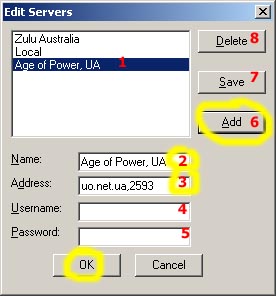 Edit Servers
Zulu Australia
Local
Age of Power, UA 1
Delete 8
Save 7
Add 6
Name: Age of Power, UA 2
Address: uo.net.ua,2593 3
Username: 4
Password: 5
OK Cancel